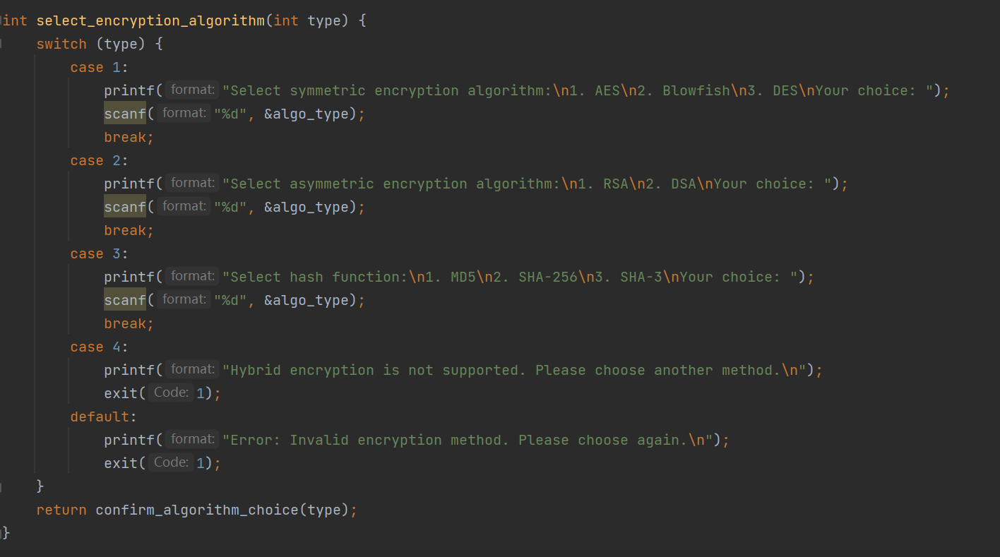 int select_encryption_algorithm(int type) {
    switch (type) {
        case 1:
            printf( format: "Select symmetric encryption algorithm:\n1. AES\n2. Blowfish\n3. DES\nYour choice: ");
            scanf( format: "%d", &algo_type);
            break;
        case 2:
            printf( format: "Select asymmetric encryption algorithm:\n1. RSA\n2. DSA\nYour choice: ");
            scanf( format: "%d", &algo_type);
            break;
        case 3:
            printf( format: "Select hash function:\n1. MD5\n2. SHA-256\n3. SHA-3\nYour choice: ");
            scanf( format: "%d", &algo_type);
            break;
        case 4:
            printf( format: "Hybrid encryption is not supported. Please choose another method.\n");
            exit( Code: 1);
        default:
            printf( format: "Error: Invalid encryption method. Please choose again.\n");
            exit( Code: 1);
    }
    return confirm_algorithm_choice(type);
}